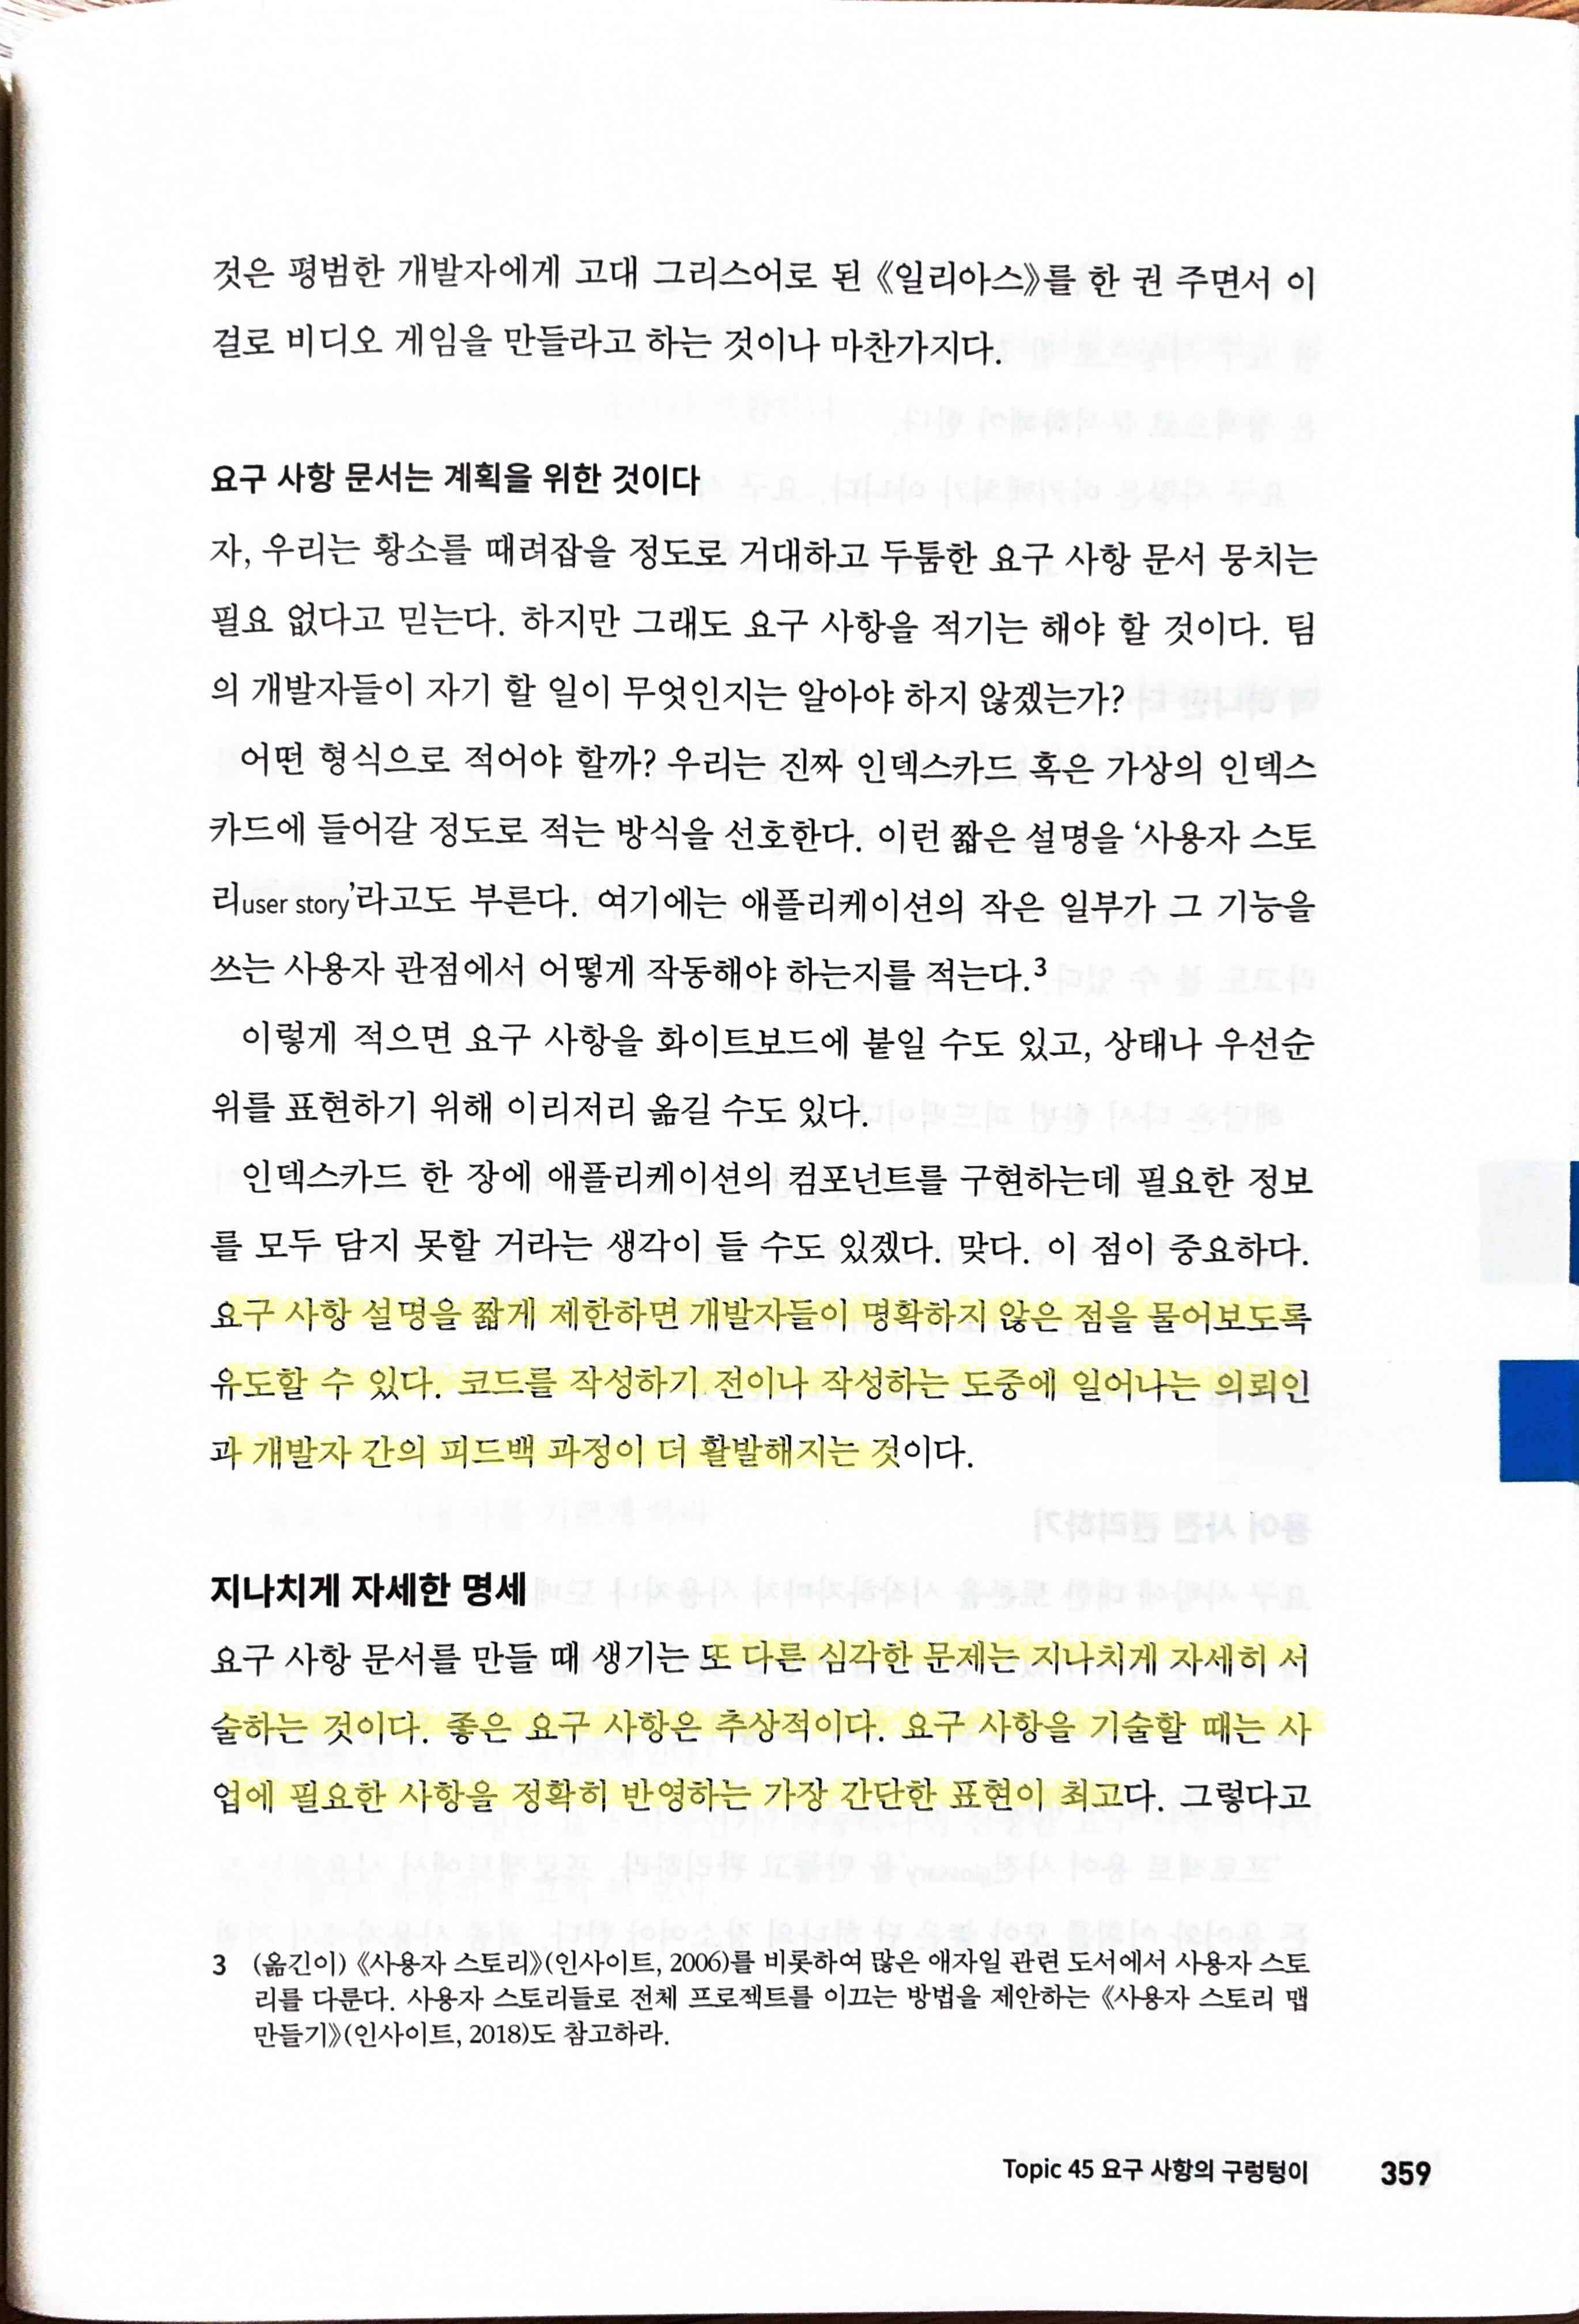 것은 평범한 개발자에게 고대 그리스어로 된 《일리아스》를 한 권 주면서 이
걸로 비디오 게임을 만들라고 하는 것이나 마찬가지다.
요구 사항 문서는 계획을 위한 것이다
자, 우리는 황소를 때려잡을 정도로 거대하고 두툼한 요구 사항 문서 뭉치는
필요 없다고 믿는다. 하지만 그래도 요구 사항을 적기는 해야 할 것이다. 팀
의 개발자들이 자기 할 일이 무엇인지는 알아야 하지 않겠는가?
어떤 형식으로 적어야 할까? 우리는 진짜 인덱스카드 혹은 가상의 인덱스
카드에 들어갈 정도로 적는 방식을 선호한다. 이런 짧은 설명을 ‘사용자 스토
리user story’라고도 부른다. 여기에는 애플리케이션의 작은 일부가 그 기능을
쓰는 사용자 관점에서 어떻게 작동해야 하는지를 적는다.3
이렇게 적으면 요구 사항을 화이트보드에 붙일 수도 있고, 상태나 우선순
위를 표현하기 위해 이리저리 옮길 수도 있다.
인덱스카드 한 장에 애플리케이션의 컴포넌트를 구현하는데 필요한 정보
를 모두 담지 못할 거라는 생각이 들 수도 있겠다. 맞다. 이 점이 중요하다.
요구 사항 설명을 짧게 제한하면 개발자들이 명확하지 않은 점을 물어보도록
유도할 수 있다. 코드를 작성하기 전이나 작성하는 도중에 일어나는 의뢰인
과 개발자 간의 피드백 과정이 더 활발해지는 것이다.
지나치게 자세한 명세
요구 사항 문서를 만들 때 생기는 또 다른 심각한 문제는 지나치게 자세히 서
술하는 것이다. 좋은 요구 사항은 추상적이다. 요구 사항을 기술할 때는 사
업에 필요한 사항을 정확히 반영하는 가장 간단한 표현이 최고다. 그렇다고
3 (옮긴이) 《사용자 스토리》(인사이트, 2006)를 비롯하여 많은 애자일 관련 도서에서 사용자 스토
리를 다룬다. 사용자 스토리들로 전체 프로젝트를 이끄는 방법을 제안하는 《사용자 스토리 맵
만들기》(인사이트, 2018)도 참고하라.
Topic 45 요구 사항의 구렁텅이 359